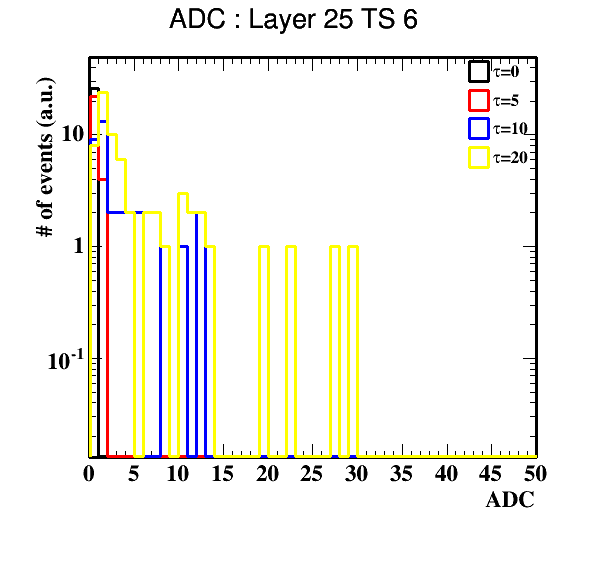 ADC : Layer 25 TS 6
# of events (a.u.)
τ=0
τ=5
τ=10
τ=20
10
1
10⁻¹
0 5 10 15 20 25 30 35 40 45 50
ADC